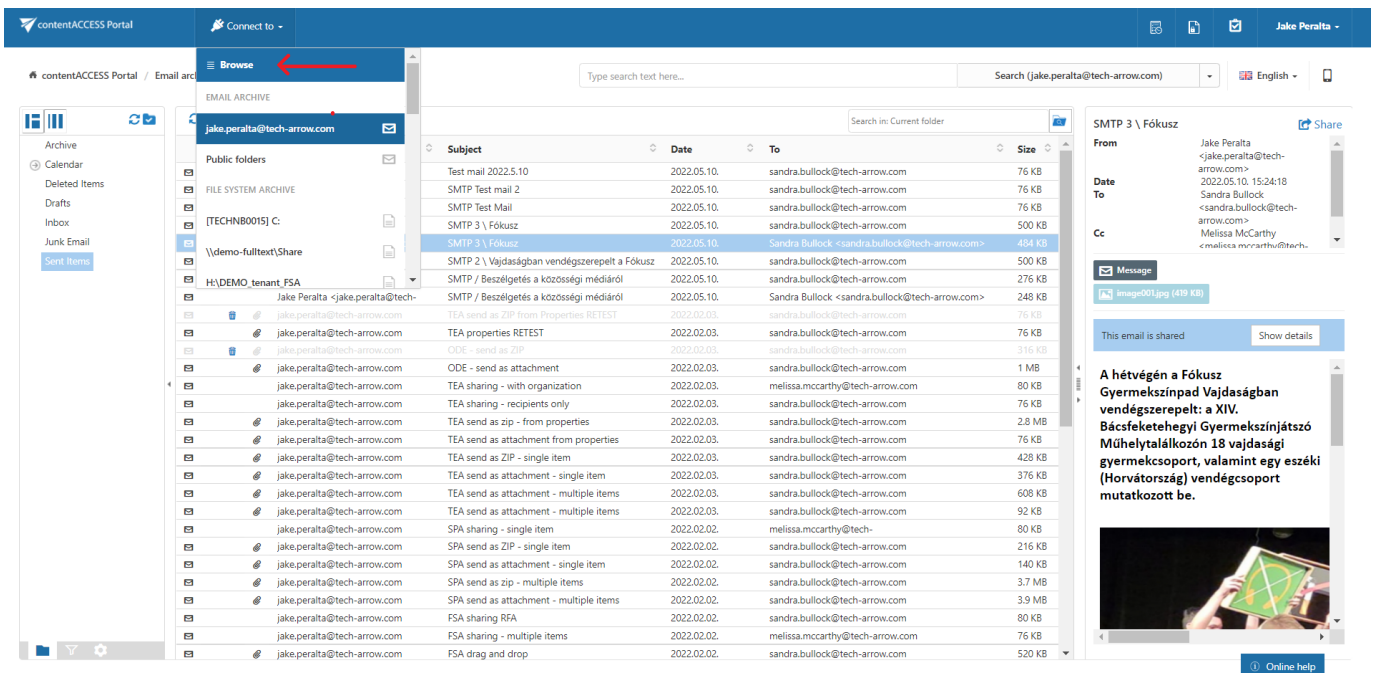 contentACCESS Portal
Connect to
Jake Peralta
Browse
contentACCESS Portal / Email arc
Type search text here...
Search (jake.peralta@tech-arrow.com)
English
EMAIL ARCHIVE
jake.peralta@tech-arrow.com
Public folders
FILE SYSTEM ARCHIVE
[TECHNB0015] C:
\\demo-fulltext\Share
H:\DEMO_tenant_FSA
Archive
Calendar
Deleted Items
Drafts
Inbox
Junk Email
Sent Items
Search in: Current folder
Subject Date To Size
Test mail 2022.5.10 2022.05.10. sandra.bullock@tech-arrow.com 76 KB
SMTP Test mail 2 2022.05.10. sandra.bullock@tech-arrow.com 76 KB
SMTP Test Mail 2022.05.10. sandra.bullock@tech-arrow.com 76 KB
SMTP 3 \ Fókusz 2022.05.10. sandra.bullock@tech-arrow.com 500 KB
SMTP 3 \ Fókusz 2022.05.10. Sandra Bullock <sandra.bullock@tech-arrow.com> 484 KB
SMTP 2 \ Vajdaságban vendégszerepelt a Fókusz 2022.05.10. sandra.bullock@tech-arrow.com 500 KB
SMTP / Beszélgetés a közösségi médiáról 2022.05.10. sandra.bullock@tech-arrow.com 276 KB
Jake Peralta <jake.peralta@tech- SMTP / Beszélgetés a közösségi médiáról 2022.05.10. Sandra Bullock <sandra.bullock@tech-arrow.com> 248 KB
jake.peralta@tech-arrow.com TEA send as ZIP from Properties RETEST 2022.02.03. sandra.bullock@tech-arrow.com 76 KB
jake.peralta@tech-arrow.com TEA properties RETEST 2022.02.03. sandra.bullock@tech-arrow.com 76 KB
jake.peralta@tech-arrow.com ODE - send as ZIP 2022.02.03. sandra.bullock@tech-arrow.com 316 KB
jake.peralta@tech-arrow.com ODE - send as attachment 2022.02.03. sandra.bullock@tech-arrow.com 1 MB
jake.peralta@tech-arrow.com TEA sharing - with organization 2022.02.03. melissa.mccarthy@tech-arrow.com 80 KB
jake.peralta@tech-arrow.com TEA sharing - recipients only 2022.02.03. sandra.bullock@tech-arrow.com 76 KB
jake.peralta@tech-arrow.com TEA send as zip - from properties 2022.02.03. sandra.bullock@tech-arrow.com 2.8 MB
jake.peralta@tech-arrow.com TEA send as attachment from properties 2022.02.03. sandra.bullock@tech-arrow.com 76 KB
jake.peralta@tech-arrow.com TEA send as ZIP - single item 2022.02.03. sandra.bullock@tech-arrow.com 428 KB
jake.peralta@tech-arrow.com TEA send as attachment - single item 2022.02.03. sandra.bullock@tech-arrow.com 376 KB
jake.peralta@tech-arrow.com TEA send as attachment - multiple items 2022.02.03. sandra.bullock@tech-arrow.com 608 KB
jake.peralta@tech-arrow.com TEA send as attachment - multiple items 2022.02.03. sandra.bullock@tech-arrow.com 92 KB
jake.peralta@tech-arrow.com SPA sharing - single item 2022.02.02. melissa.mccarthy@tech- 80 KB
jake.peralta@tech-arrow.com SPA send as ZIP - single item 2022.02.02. sandra.bullock@tech-arrow.com 216 KB
jake.peralta@tech-arrow.com SPA send as attachment - single item 2022.02.02. sandra.bullock@tech-arrow.com 140 KB
jake.peralta@tech-arrow.com SPA send as zip - multiple items 2022.02.02. sandra.bullock@tech-arrow.com 3.7 MB
jake.peralta@tech-arrow.com SPA send as attachment - multiple items 2022.02.02. sandra.bullock@tech-arrow.com 3.9 MB
jake.peralta@tech-arrow.com FSA sharing RFA 2022.02.02. sandra.bullock@tech-arrow.com 80 KB
jake.peralta@tech-arrow.com FSA sharing - multiple items 2022.02.02. melissa.mccarthy@tech-arrow.com 76 KB
jake.peralta@tech-arrow.com FSA drag and drop 2022.02.02. sandra.bullock@tech-arrow.com 520 KB
SMTP 3 \ Fókusz Share
From Jake Peralta
<jake.peralta@tech-
arrow.com>
Date 2022.05.10. 15:24:18
To Sandra Bullock
<sandra.bullock@tech-
arrow.com>
Cc Melissa McCarthy
<melissa.mccarthy@tech-
Message
image001.jpg (419 KB)
This email is shared Show details
A hétvégén a Fókusz
Gyermekszínpad Vajdaságban
vendégszerepelt: a XIV.
Bácsfeketehegyi Gyermekszínjátszó
Műhelytalálkozón 18 vajdasági
gyermekcsoport, valamint egy eszéki
(Horvátország) vendégcsoport
mutatkozott be.
Online help